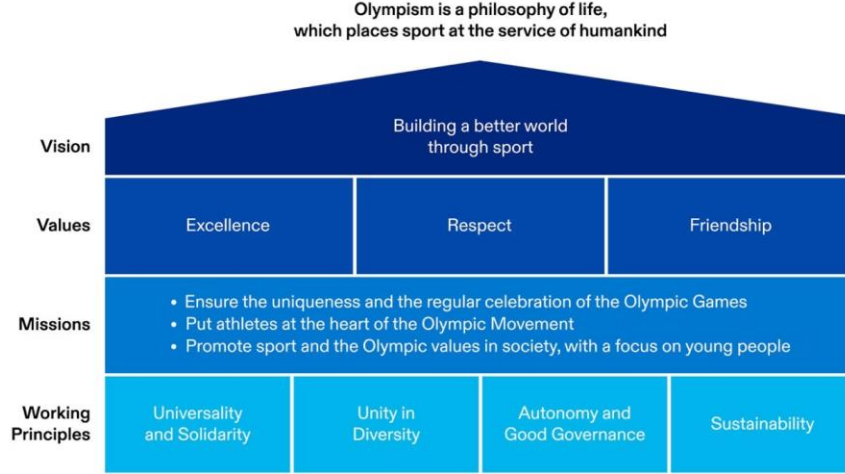 Olympism is a philosophy of life,
which places sport at the service of humankind
Vision
Building a better world
through sport
Values
Excellence
Respect
Friendship
Missions
• Ensure the uniqueness and the regular celebration of the Olympic Games
• Put athletes at the heart of the Olympic Movement
• Promote sport and the Olympic values in society, with a focus on young people
Working
Principles
Universality
and Solidarity
Unity in
Diversity
Autonomy and
Good Governance
Sustainability